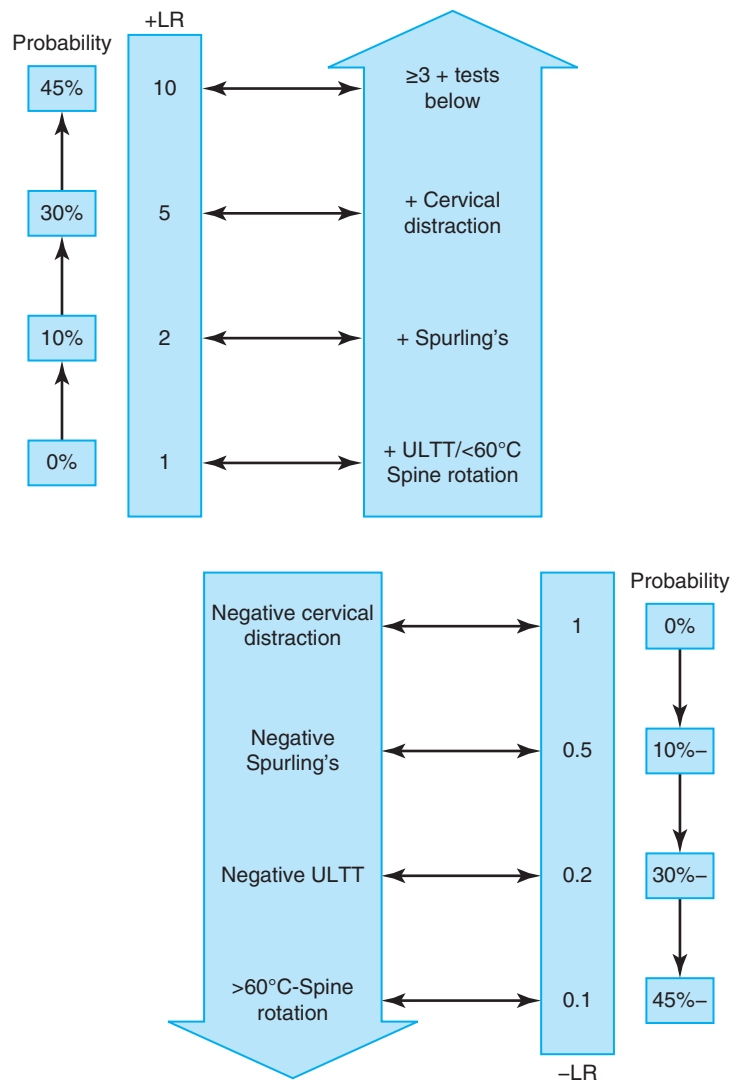 +LR
Probability
45%
10
≥3 + tests
below
30%
5
+ Cervical
distraction
10%
2
+ Spurling's
0%
1
+ ULTT/<60°C
Spine rotation
Probability
Negative cervical
distraction
1
0%
Negative
Spurling's
0.5
10%–
Negative ULTT
0.2
30%–
>60°C-Spine
rotation
0.1
45%–
–LR